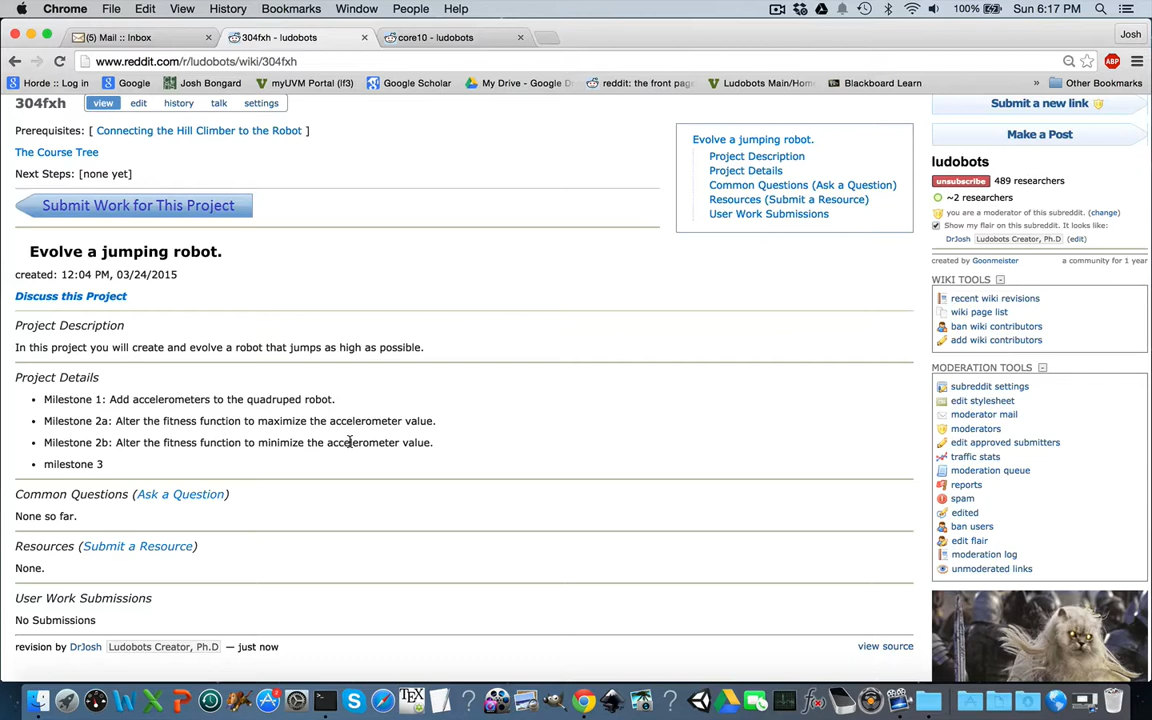 Chrome File Edit View History Bookmarks Window People Help 100% Sun 6:17 PM
(5) Mail :: Inbox × 304fxh - ludobots × core10 - ludobots × Josh
www.reddit.com/r/ludobots/wiki/304fxh ABP
Horde :: Log in Google Josh Bongard myUVM Portal (lf3) Google Scholar My Drive - Google D reddit: the front pag Ludobots Main/Home Blackboard Learn » Other Bookmarks
304fxh view edit history talk settings
Submit a new link
Prerequisites: [ Connecting the Hill Climber to the Robot ]
The Course Tree
Next Steps: [none yet]
Submit Work for This Project
Evolve a jumping robot.
Project Description
Project Details
Common Questions (Ask a Question)
Resources (Submit a Resource)
User Work Submissions
Make a Post
ludobots
unsubscribe 489 researchers
~2 researchers
you are a moderator of this subreddit. (change)
Show my flair on this subreddit. It looks like:
DrJosh Ludobots Creator, Ph.D (edit)
created by Goonmeister a community for 1 year
Evolve a jumping robot.
created: 12:04 PM, 03/24/2015
Discuss this Project
Project Description
In this project you will create and evolve a robot that jumps as high as possible.
Project Details
• Milestone 1: Add accelerometers to the quadruped robot.
• Milestone 2a: Alter the fitness function to maximize the accelerometer value.
• Milestone 2b: Alter the fitness function to minimize the accelerometer value.
• milestone 3
Common Questions (Ask a Question)
None so far.
Resources (Submit a Resource)
None.
User Work Submissions
No Submissions
revision by DrJosh Ludobots Creator, Ph.D — just now
view source
WIKI TOOLS
recent wiki revisions
wiki page list
ban wiki contributors
add wiki contributors
MODERATION TOOLS
subreddit settings
edit stylesheet
moderator mail
moderators
edit approved submitters
traffic stats
moderation queue
reports
spam
edited
ban users
edit flair
moderation log
unmoderated links